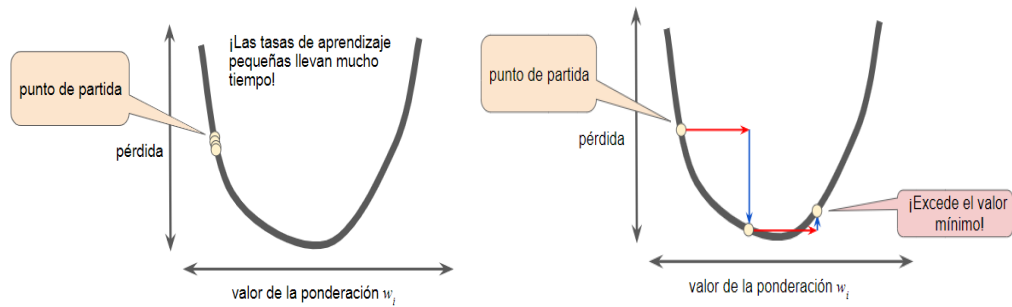 ¡Las tasas de aprendizaje
pequeñas llevan mucho
tiempo!
punto de partida
pérdida
valor de la ponderación wᵢ
punto de partida
pérdida
¡Excede el valor
mínimo!
valor de la ponderación wᵢ